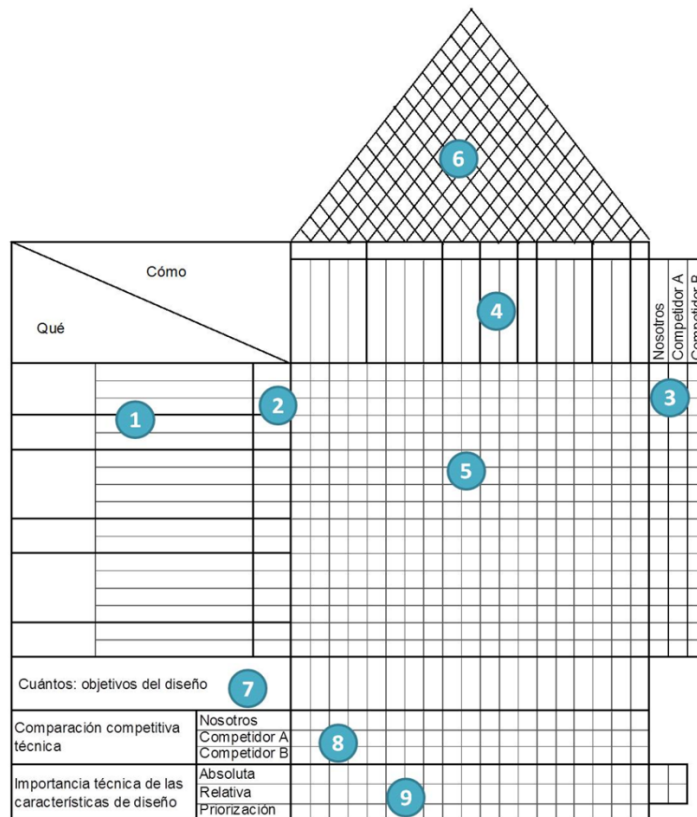 6
Cómo
Qué
4
Nosotros
Competidor A
Competidor B
1
2
3
5
Cuántos: objetivos del diseño
7
Comparación competitiva
técnica
Nosotros
Competidor A
Competidor B
8
Importancia técnica de las
características de diseño
Absoluta
Relativa
Priorización
9